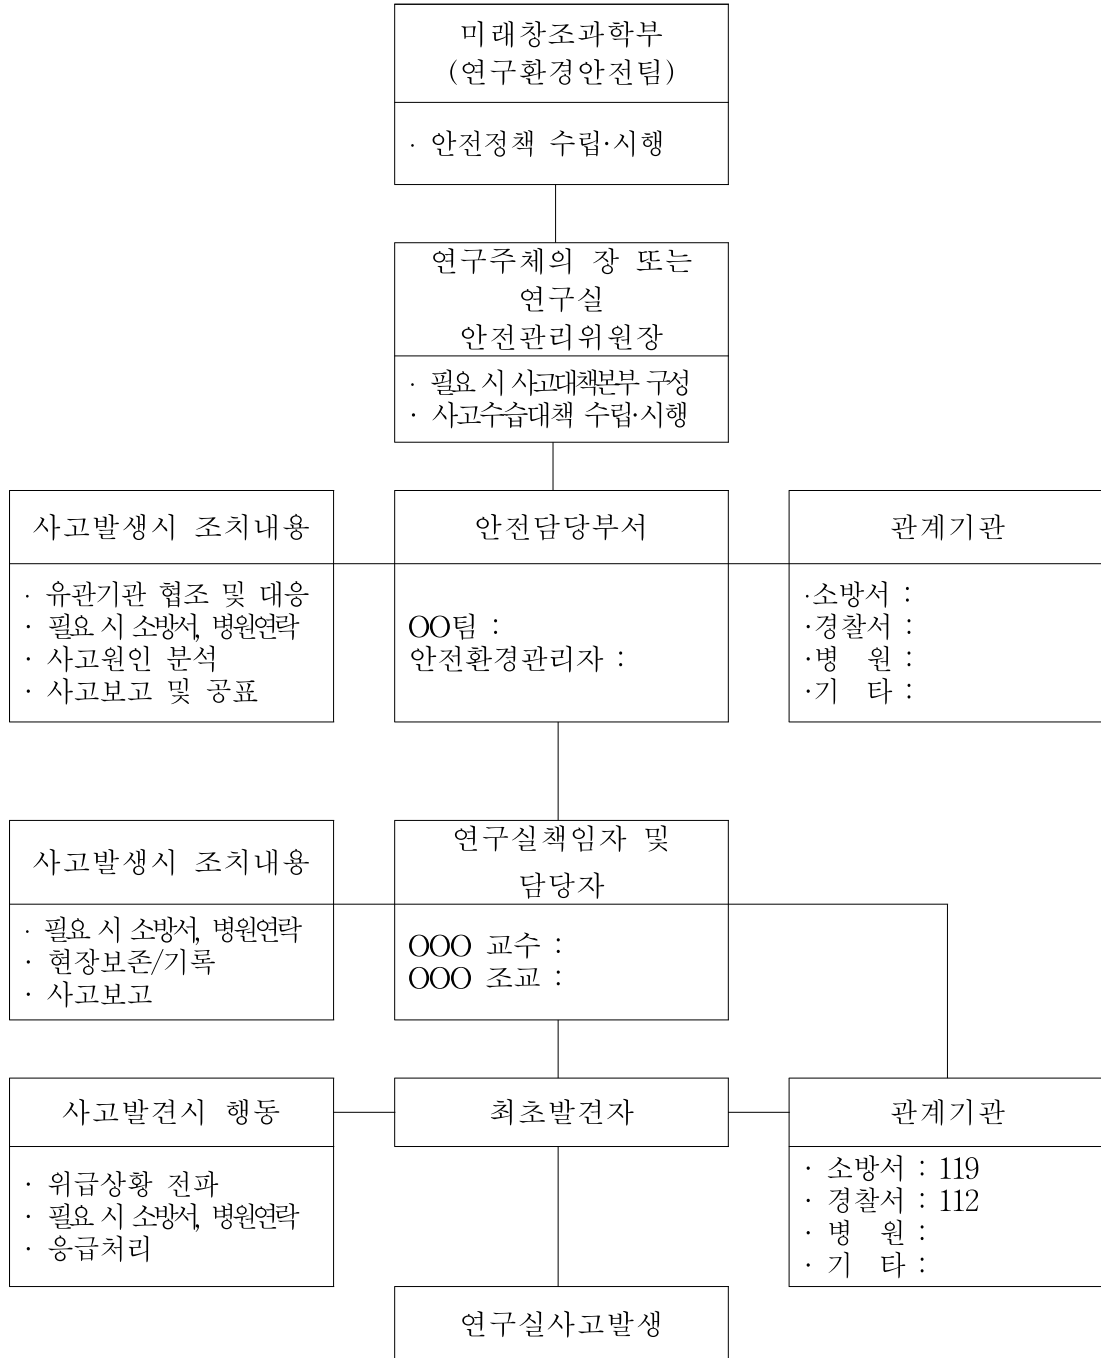 미래창조과학부
(연구환경안전팀)
· 안전정책 수립·시행
연구주체의 장 또는
연구실
안전관리위원장
· 필요 시 사고대책본부 구성
· 사고수습대책 수립·시행
사고발생시 조치내용
· 유관기관 협조 및 대응
· 필요 시 소방서, 병원연락
· 사고원인 분석
· 사고보고 및 공표
안전담당부서
OO팀 :
안전환경관리자 :
관계기관
·소방서 :
·경찰서 :
·병 원 :
·기 타 :
사고발생시 조치내용
· 필요 시 소방서, 병원연락
· 현장보존/기록
· 사고보고
연구실책임자 및
담당자
OOO 교수 :
OOO 조교 :
사고발견시 행동
· 위급상황 전파
· 필요 시 소방서, 병원연락
· 응급처리
최초발견자
관계기관
· 소방서 : 119
· 경찰서 : 112
· 병 원 :
· 기 타 :
연구실사고발생